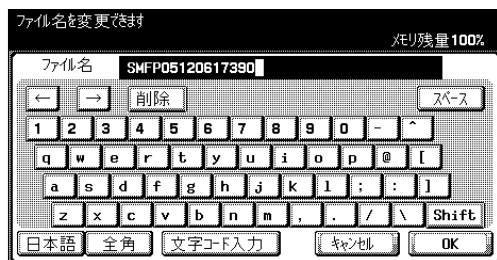 ファイル名を変更できます
メモリ残量100%
ファイル名 SMFP05120617390
← → 削除 スペース
1 2 3 4 5 6 7 8 9 0 - ^
q w e r t y u i o p @ [
a s d f g h j k l ; : ]
z x c v b n m , . / \ Shift
日本語 全角 文字コード入力 キャンセル OK